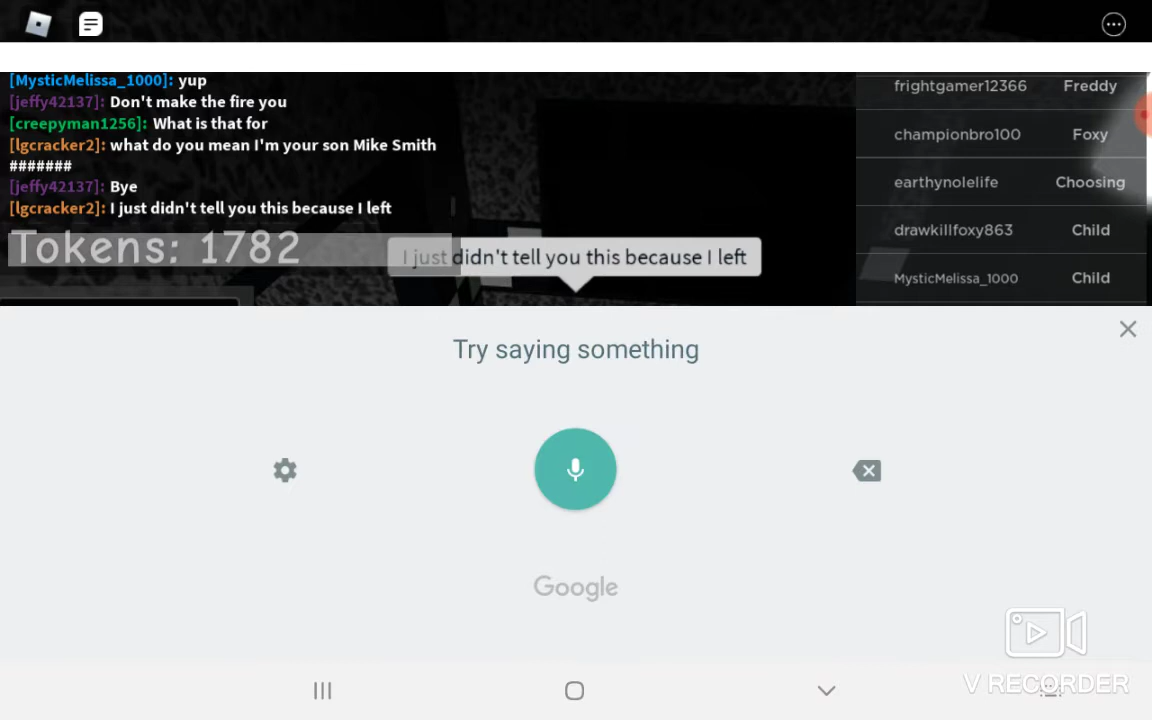 [MysticMelissa_1000]: yup
[jeffy42137]: Don't make the fire you
[creepyman1256]: What is that for
[lgcracker2]: what do you mean I'm your son Mike Smith
#######
[jeffy42137]: Bye
[lgcracker2]: I just didn't tell you this because I left
Tokens: 1782
I just didn't tell you this because I left
frightgamer12366 Freddy
championbro100 Foxy
earthynolelife Choosing
drawkillfoxy863 Child
MysticMelissa_1000 Child
Try saying something
Google
V RECORDER